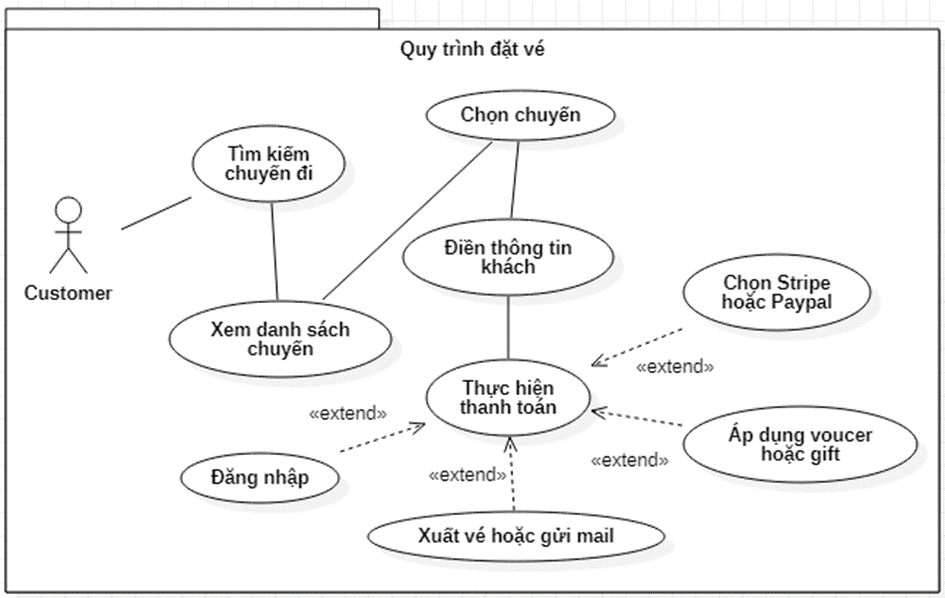 Quy trình đặt vé
Chọn chuyến
Tìm kiếm
chuyến đi
Điền thông tin
khách
Customer
Chọn Stripe
hoặc Paypal
Xem danh sách
chuyến
«extend»
Thực hiện
thanh toán
«extend»
Áp dụng voucer
hoặc gift
«extend»
«extend»
Đăng nhập
Xuất vé hoặc gửi mail